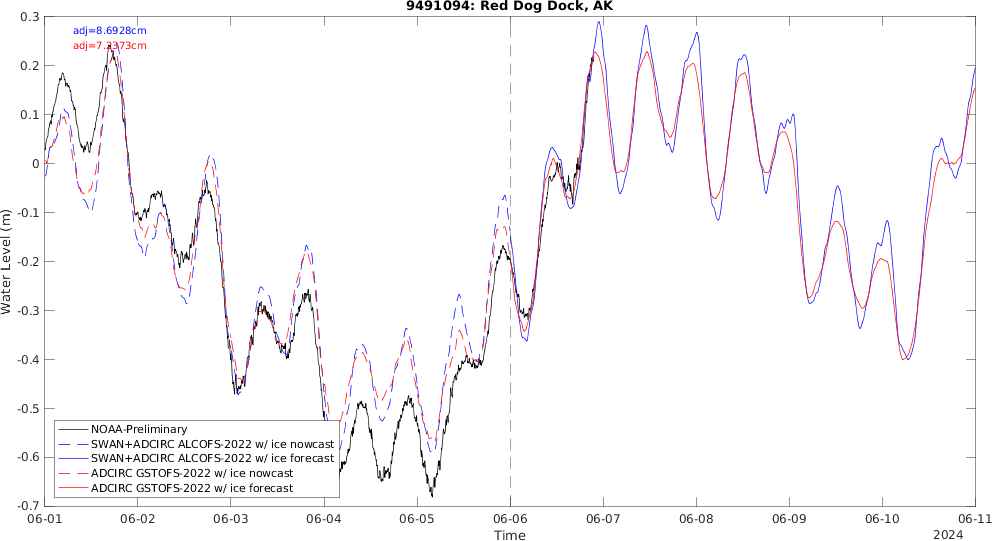 9491094: Red Dog Dock, AK
adj=8.6928cm
0.3
0.2
0.1
0
-0.1
-0.2
-0.3
-0.4
-0.5
-0.6
-0.7
Water Level (m)
NOAA-Preliminary
SWAN+ADCIRC ALCOFS-2022 w/ ice nowcast
SWAN+ADCIRC ALCOFS-2022 w/ ice forecast
ADCIRC GSTOFS-2022 w/ ice nowcast
ADCIRC GSTOFS-2022 w/ ice forecast
06-01 06-02 06-03 06-04 06-05 06-06 06-07 06-08 06-09 06-10 06-11
Time
2024